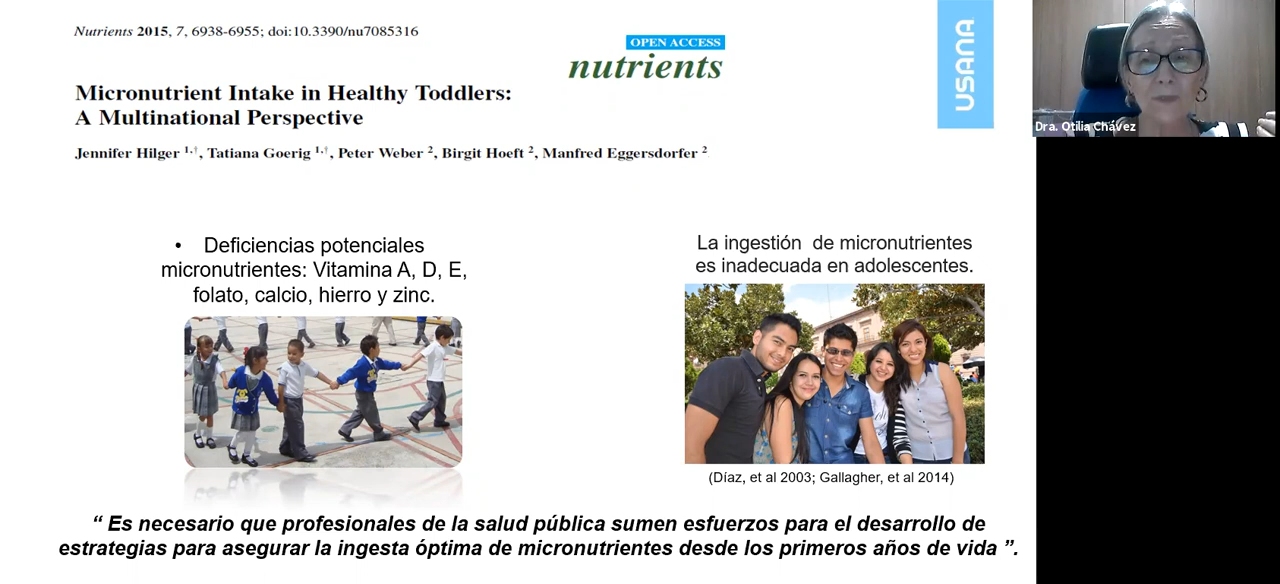 Nutrients 2015, 7, 6938-6955; doi:10.3390/nu7085316
OPEN ACCESS
nutrients
USANA
Micronutrient Intake in Healthy Toddlers:
A Multinational Perspective
Jennifer Hilger 1,†, Tatiana Goerig 1,†, Peter Weber 2, Birgit Hoeft 2, Manfred Eggersdorfer 2
Dra. Otilia Chávez
• Deficiencias potenciales
micronutrientes: Vitamina A, D, E,
folato, calcio, hierro y zinc.
La ingestión de micronutrientes
es inadecuada en adolescentes.
(Díaz, et al 2003; Gallagher, et al 2014)
“ Es necesario que profesionales de la salud pública sumen esfuerzos para el desarrollo de
estrategias para asegurar la ingesta óptima de micronutrientes desde los primeros años de vida ”.